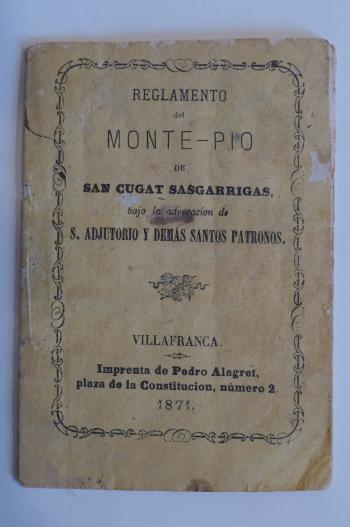 REGLAMENTO
del
MONTE-PIO
DE
SAN CUGAT SASGARRIGAS,
bajo la advocacion de
S. ADJUTORIO Y DEMÁS SANTOS PATRONOS.
VILLAFRANCA.
Imprenta de Pedro Alagret,
plaza de la Constitucion, número 2.
1871.